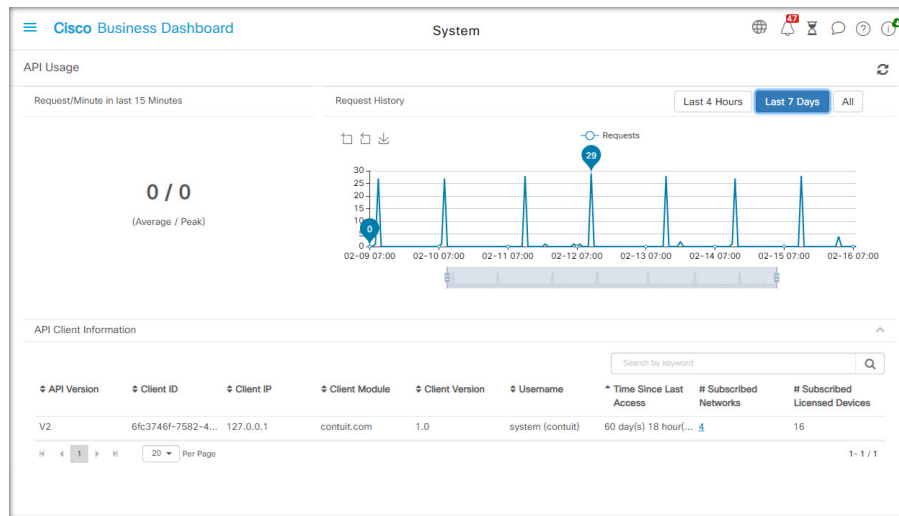 Cisco Business Dashboard
System
47
API Usage
Request/Minute in last 15 Minutes
0 / 0
(Average / Peak)
Request History
Last 4 Hours
Last 7 Days
All
Requests
29
0
30
25
20
15
10
5
0
02-09 07:00 02-10 07:00 02-11 07:00 02-12 07:00 02-13 07:00 02-14 07:00 02-15 07:00 02-16 07:00
API Client Information
Search by keyword
API Version Client ID Client IP Client Module Client Version Username Time Since Last Access # Subscribed Networks # Subscribed Licensed Devices
V2 6fc3746f-7582-4... 127.0.0.1 contuit.com 1.0 system (contuit) 60 day(s) 18 hour(... 4 16
1 20 Per Page 1- 1 / 1